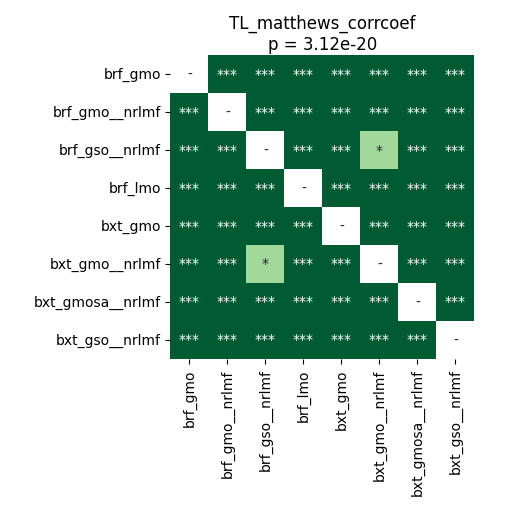 TL_matthews_corrcoef
p = 3.12e-20
brf_gmo - *** *** *** *** *** *** ***
brf_gmo__nrlmf *** - *** *** *** *** *** ***
brf_gso__nrlmf *** *** - *** *** * *** ***
brf_lmo *** *** *** - *** *** *** ***
bxt_gmo *** *** *** *** - *** *** ***
bxt_gmo__nrlmf *** *** * *** *** - *** ***
bxt_gmosa__nrlmf *** *** *** *** *** *** - ***
bxt_gso__nrlmf *** *** *** *** *** *** *** -
brf_gmo
brf_gmo__nrlmf
brf_gso__nrlmf
brf_lmo
bxt_gmo
bxt_gmo__nrlmf
bxt_gmosa__nrlmf
bxt_gso__nrlmf